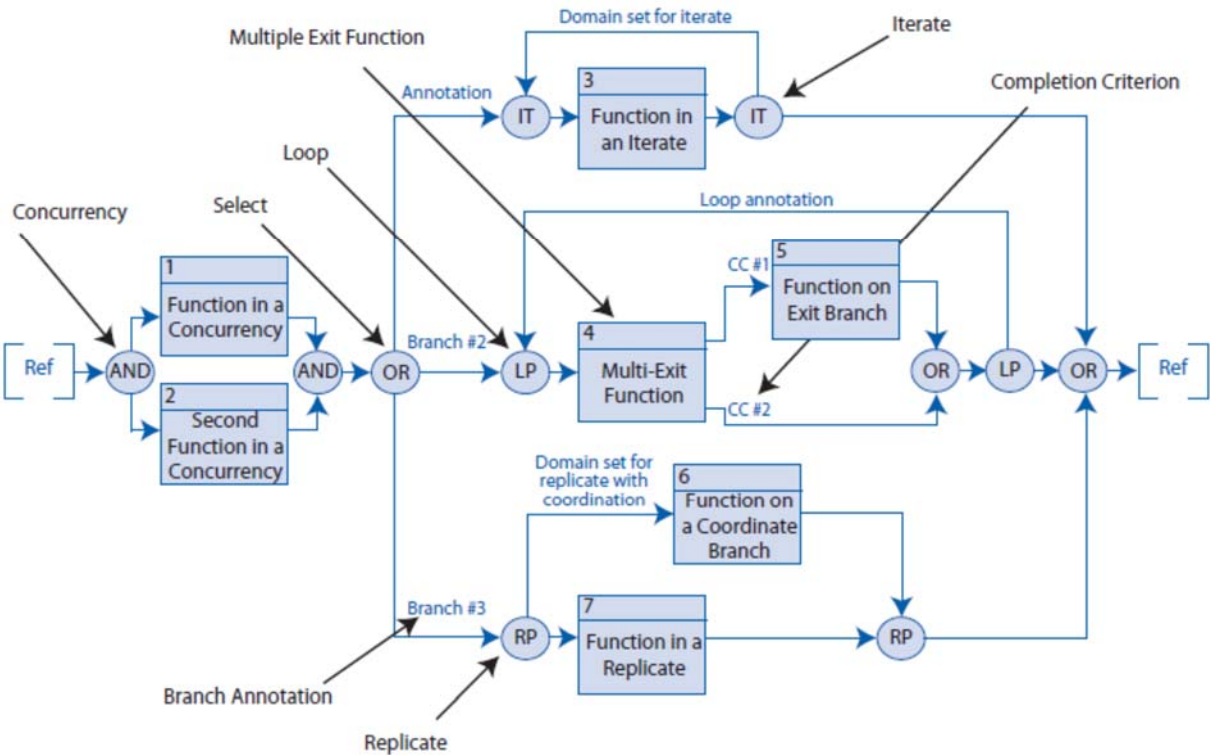 Domain set for iterate
Iterate
Multiple Exit Function
Completion Criterion
Annotation
IT
3
Function in
an Iterate
IT
Loop
Select
Concurrency
Loop annotation
1
Function in a
Concurrency
CC #1
5
Function on
Exit Branch
Ref
AND
AND
OR
Branch #2
LP
4
Multi-Exit
Function
OR
LP
OR
Ref
2
Second
Function in a
Concurrency
CC #2
Domain set for
replicate with
coordination
6
Function on
a Coordinate
Branch
Branch #3
RP
7
Function in a
Replicate
RP
Branch Annotation
Replicate